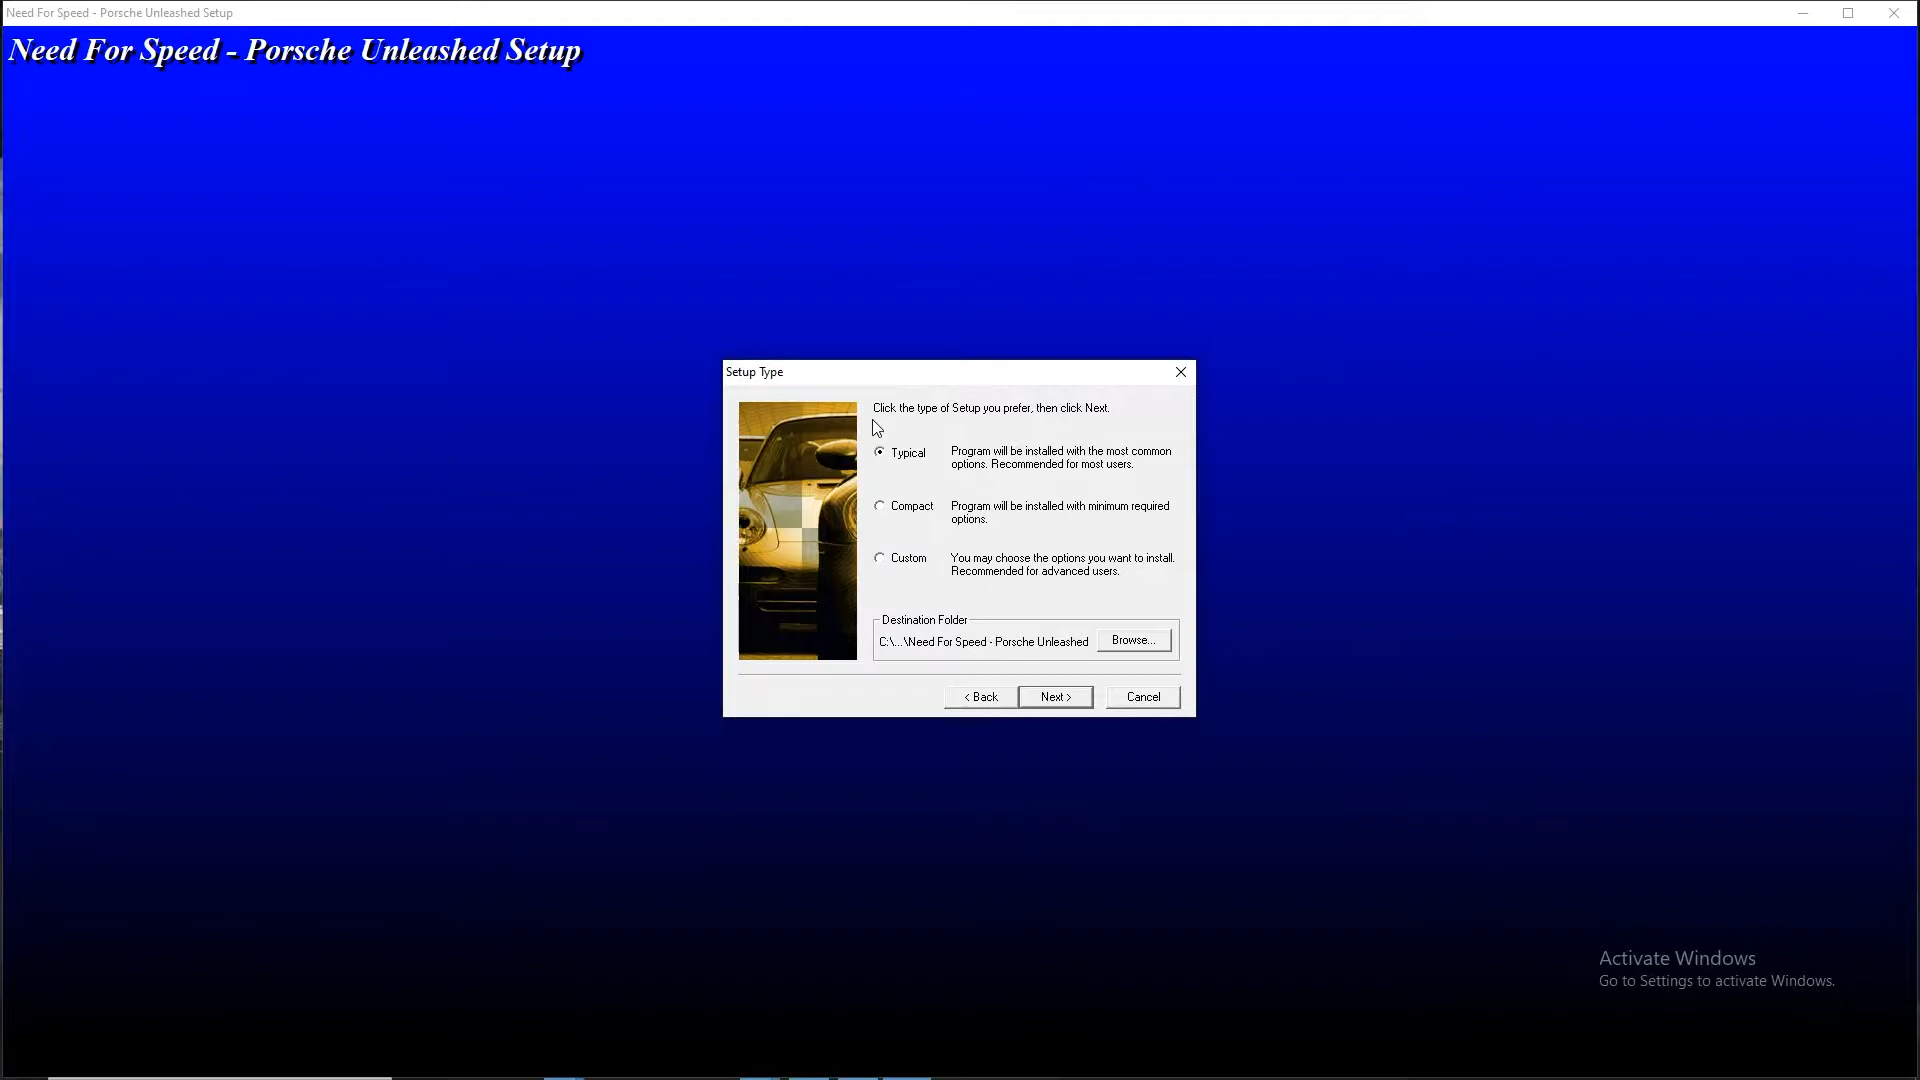 Need For Speed - Porsche Unleashed Setup
Need For Speed - Porsche Unleashed Setup
Setup Type
Click the type of Setup you prefer, then click Next.
Typical
Program will be installed with the most common
options. Recommended for most users.
Compact
Program will be installed with minimum required
options.
Custom
You may choose the options you want to install.
Recommended for advanced users.
Destination Folder
C:\...\Need For Speed - Porsche Unleashed
Browse...
< Back
Next >
Cancel
Activate Windows
Go to Settings to activate Windows.